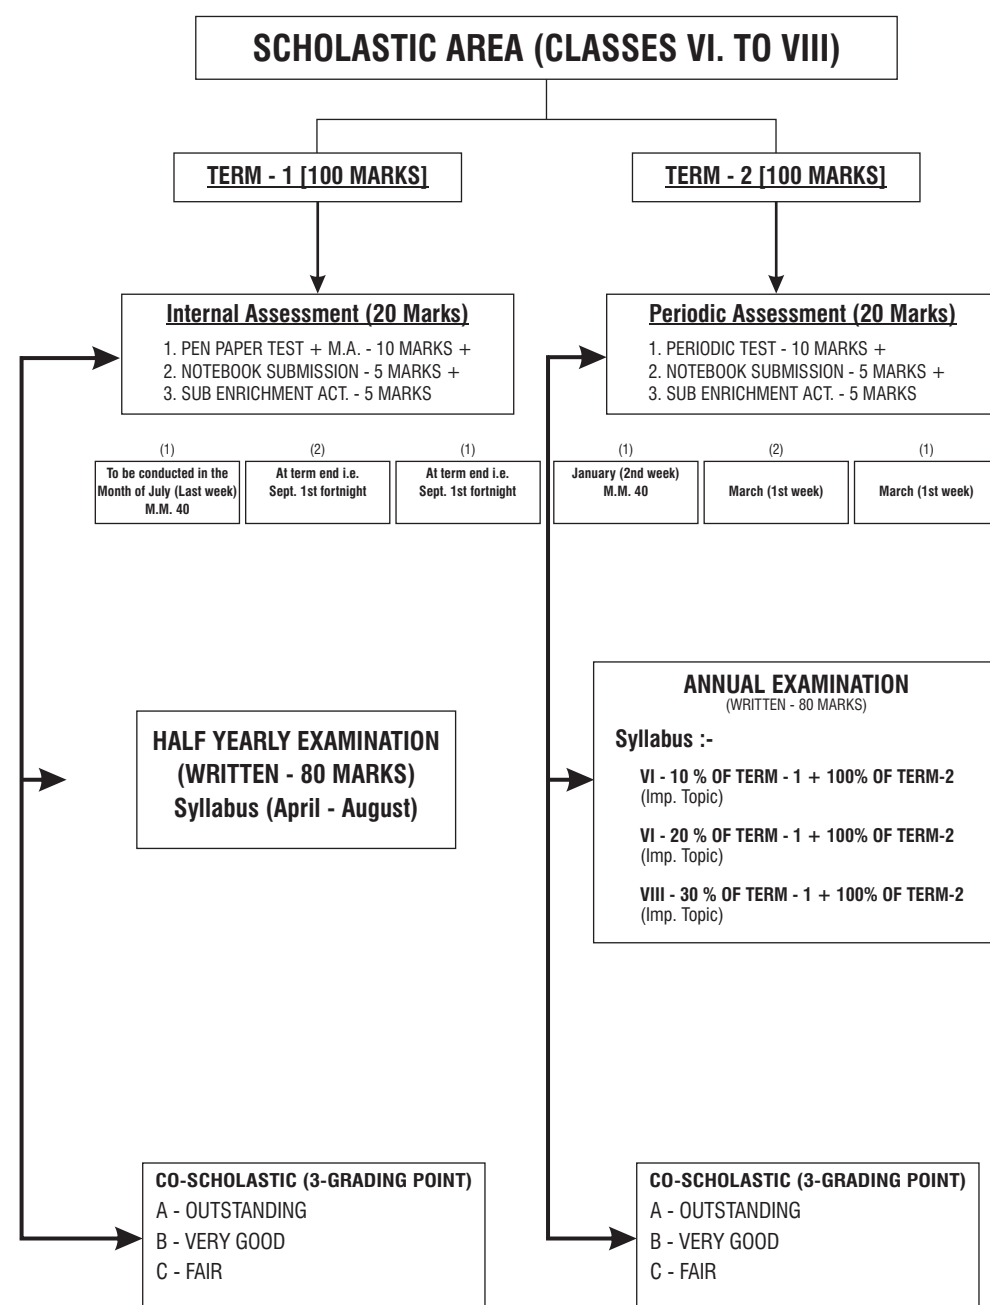 SCHOLASTIC AREA (CLASSES VI. TO VIII)
TERM - 1 [100 MARKS]
TERM - 2 [100 MARKS]
Internal Assessment (20 Marks)
1. PEN PAPER TEST + M.A. - 10 MARKS +
2. NOTEBOOK SUBMISSION - 5 MARKS +
3. SUB ENRICHMENT ACT. - 5 MARKS
Periodic Assessment (20 Marks)
1. PERIODIC TEST - 10 MARKS +
2. NOTEBOOK SUBMISSION - 5 MARKS +
3. SUB ENRICHMENT ACT. - 5 MARKS
(1)
To be conducted in the
Month of July (Last week)
M.M. 40
(2)
At term end i.e.
Sept. 1st fortnight
(1)
At term end i.e.
Sept. 1st fortnight
(1)
January (2nd week)
M.M. 40
(2)
March (1st week)
(1)
March (1st week)
HALF YEARLY EXAMINATION
(WRITTEN - 80 MARKS)
Syllabus (April - August)
ANNUAL EXAMINATION
(WRITTEN - 80 MARKS)
Syllabus :-
VI - 10 % OF TERM - 1 + 100% OF TERM-2
(Imp. Topic)
VI - 20 % OF TERM - 1 + 100% OF TERM-2
(Imp. Topic)
VIII - 30 % OF TERM - 1 + 100% OF TERM-2
(Imp. Topic)
CO-SCHOLASTIC (3-GRADING POINT)
A - OUTSTANDING
B - VERY GOOD
C - FAIR
CO-SCHOLASTIC (3-GRADING POINT)
A - OUTSTANDING
B - VERY GOOD
C - FAIR